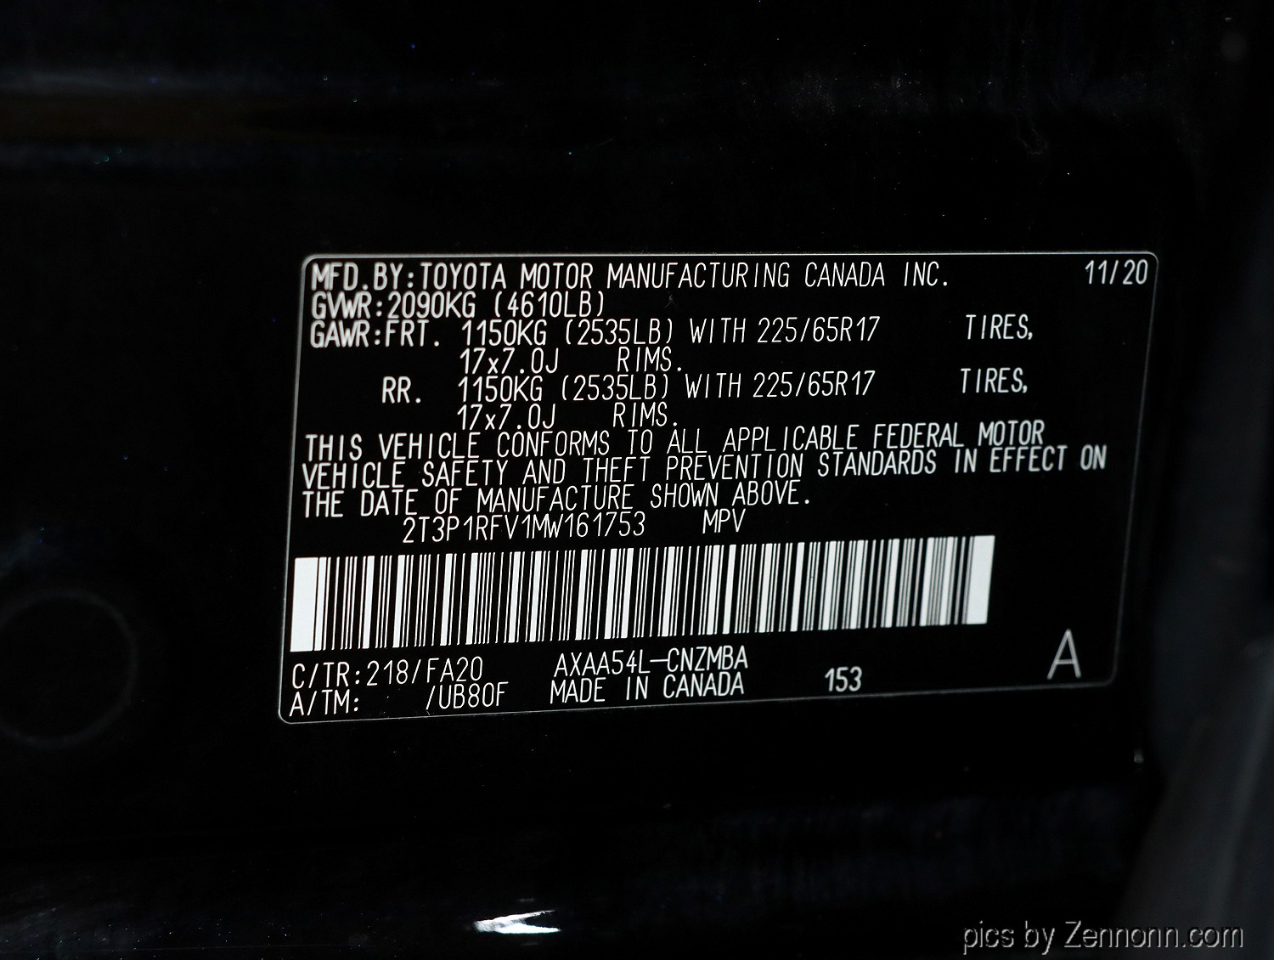 MFD.BY:TOYOTA MOTOR MANUFACTURING CANADA INC. 11/20
GVWR:2090KG (4610LB)
GAWR:FRT. 1150KG (2535LB) WITH 225/65R17 TIRES,
17x7.0J RIMS.
RR. 1150KG (2535LB) WITH 225/65R17 TIRES,
17x7.0J RIMS.
THIS VEHICLE CONFORMS TO ALL APPLICABLE FEDERAL MOTOR
VEHICLE SAFETY AND THEFT PREVENTION STANDARDS IN EFFECT ON
THE DATE OF MANUFACTURE SHOWN ABOVE.
2T3P1RFV1MW161753 MPV
C/TR:218/FA20 AXAA54L-CNZMBA
A/TM: /UB80F MADE IN CANADA 153 A
pics by Zennonn.com